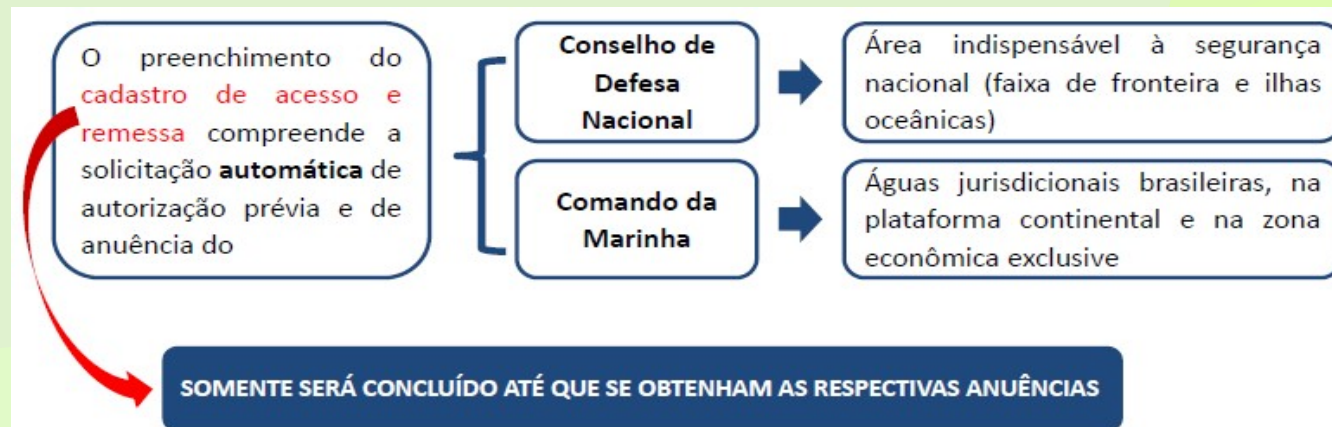 O preenchimento do
cadastro de acesso e
remessa compreende a
solicitação automática de
autorização prévia e de
anuência do
Conselho de
Defesa
Nacional
Área indispensável à segurança
nacional (faixa de fronteira e ilhas
oceânicas)
Comando da
Marinha
Águas jurisdicionais brasileiras, na
plataforma continental e na zona
econômica exclusive
SOMENTE SERÁ CONCLUÍDO ATÉ QUE SE OBTENHAM AS RESPECTIVAS ANUÊNCIAS